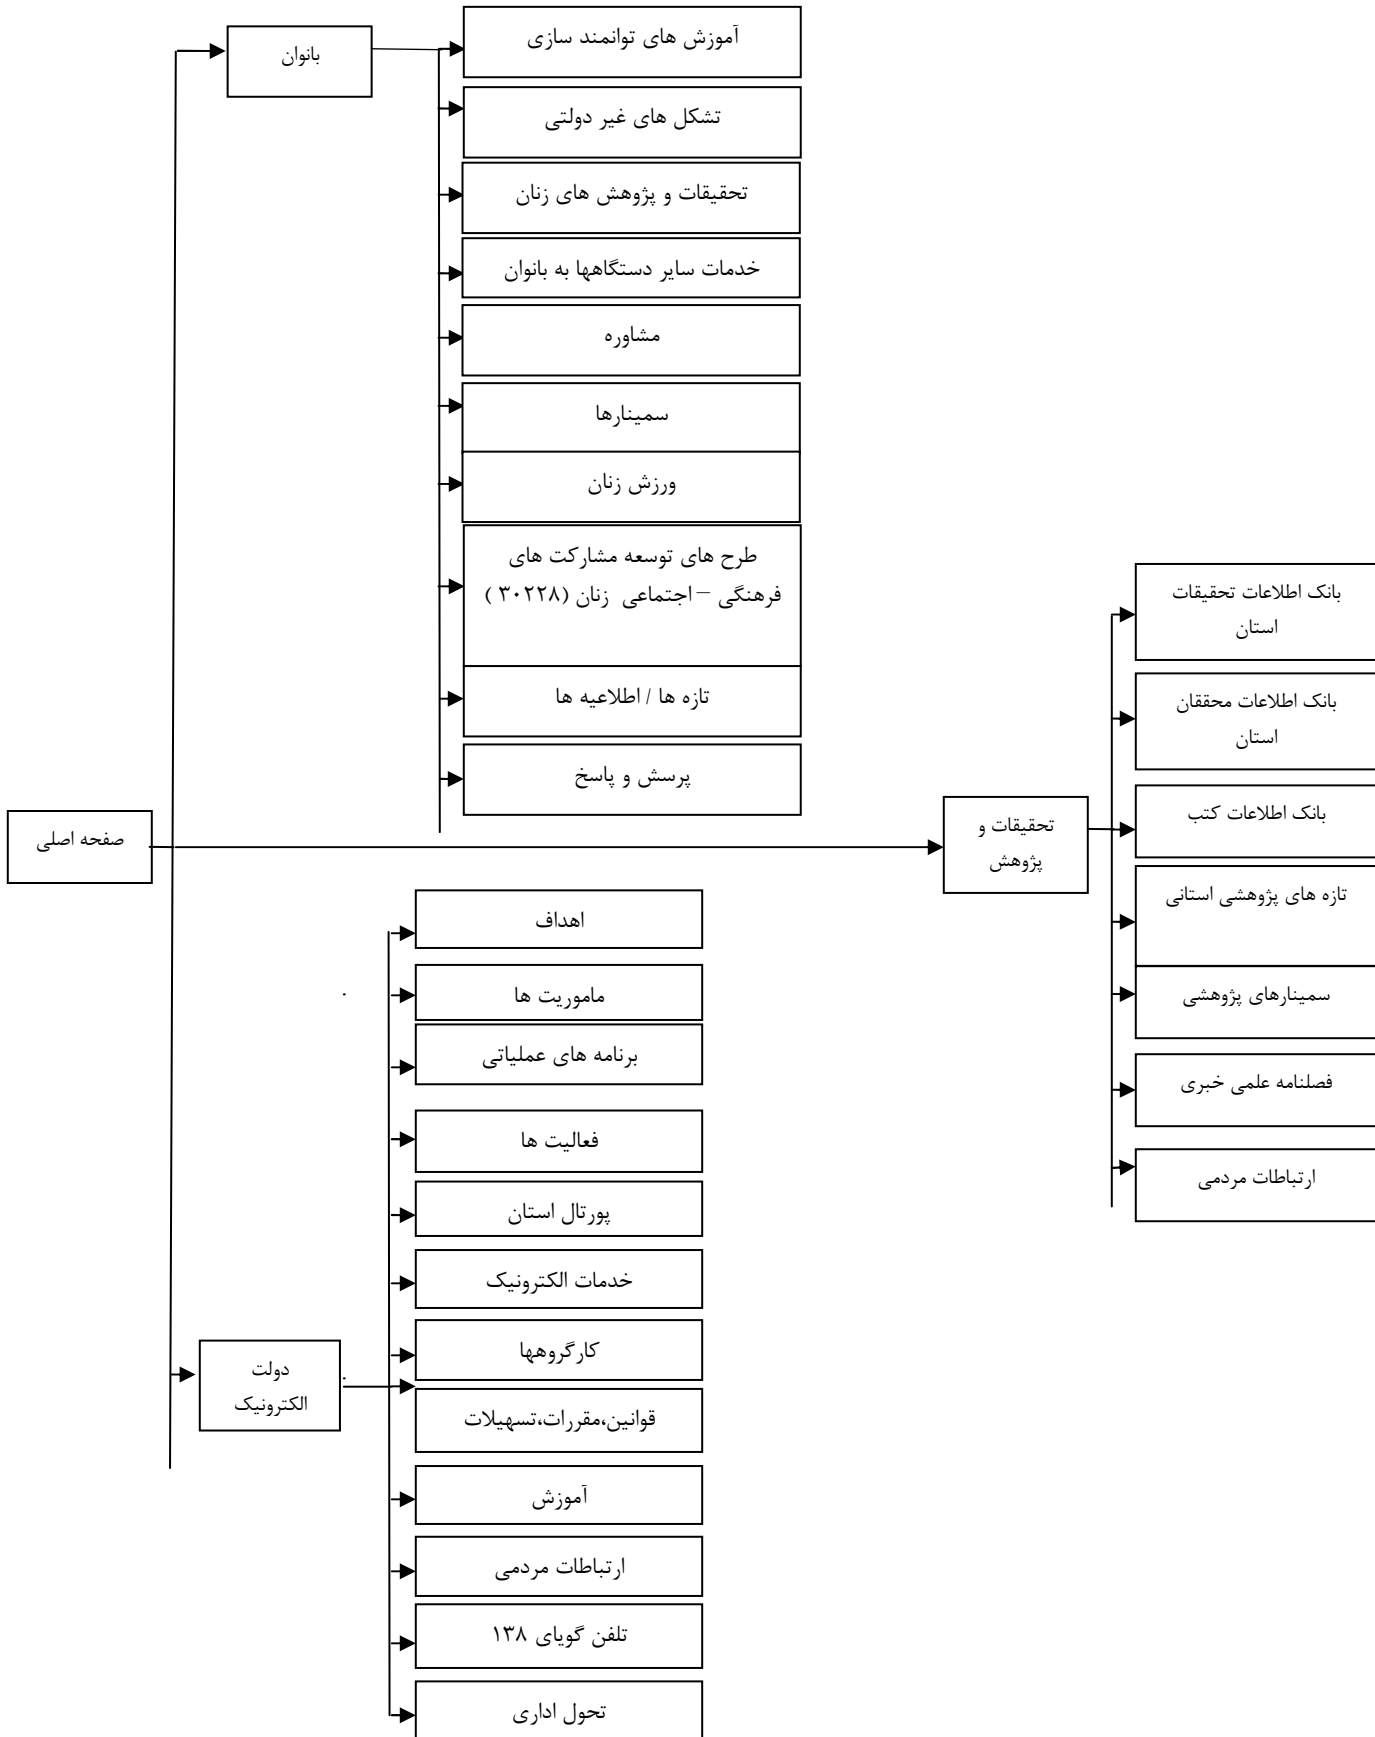 بانوان
آموزش های توانمند سازی
تشکل های غیر دولتی
تحقیقات و پژوهش های زنان
خدمات سایر دستگاهها به بانوان
مشاوره
سمینارها
ورزش زنان
طرح های توسعه مشارکت های
فرهنگی – اجتماعی زنان (۳۰۲۲۸ )
تازه ها / اطلاعیه ها
پرسش و پاسخ
صفحه اصلی
تحقیقات و
پژوهش
بانک اطلاعات تحقیقات
استان
بانک اطلاعات محققان
استان
بانک اطلاعات کتب
تازه های پژوهشی استانی
سمینارهای پژوهشی
فصلنامه علمی خبری
ارتباطات مردمی
دولت
الکترونیک
اهداف
ماموریت ها
برنامه های عملیاتی
فعالیت ها
پورتال استان
خدمات الکترونیک
کارگروهها
قوانین،مقررات،تسهیلات
آموزش
ارتباطات مردمی
تلفن گویای ۱۳۸
تحول اداری